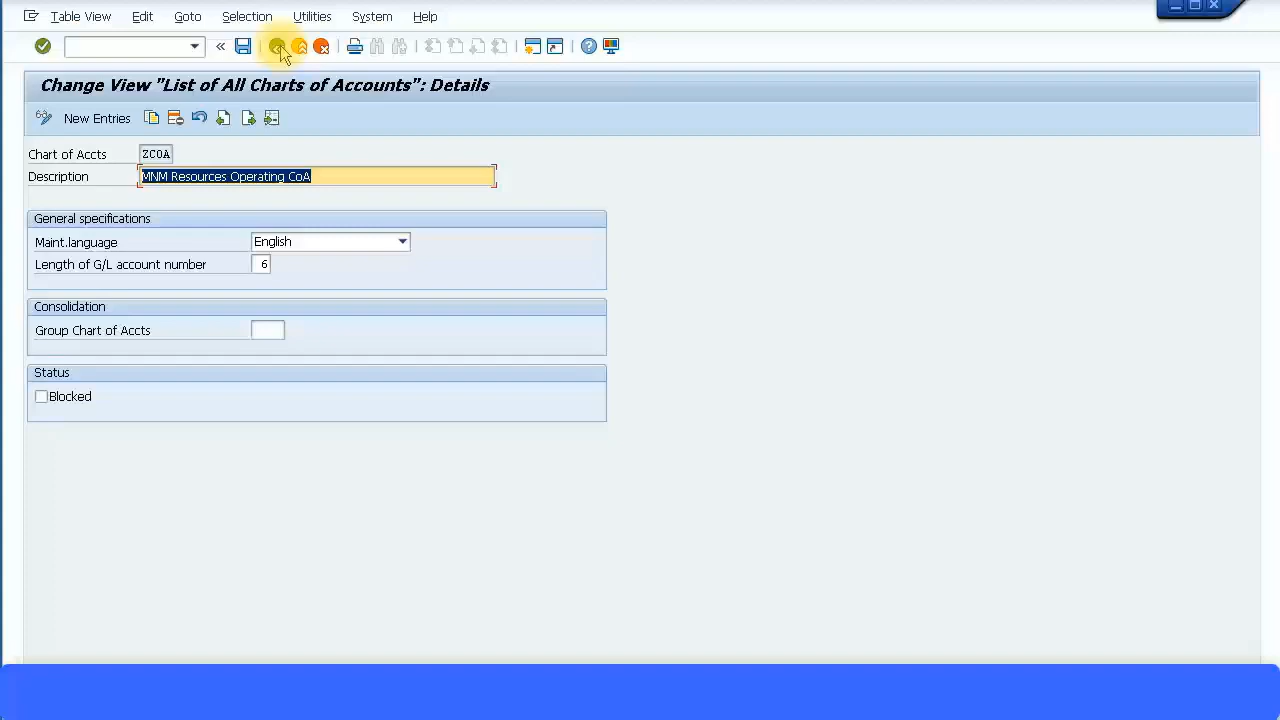 Table View Edit Goto Selection Utilities System Help
Change View "List of All Charts of Accounts": Details
New Entries
Chart of Accts ZCOA
Description MNM Resources Operating CoA
General specifications
Maint.language English
Length of G/L account number 6
Consolidation
Group Chart of Accts
Status
Blocked